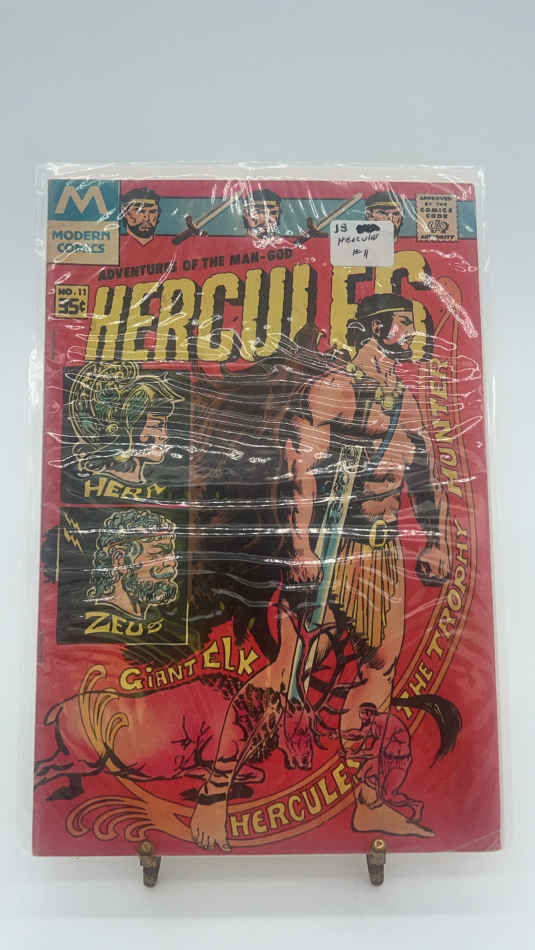 M
MODERN
COMICS
APPROVED
BY THE
COMICS
CODE
AUTHORITY
ADVENTURES OF THE MAN-GOD
NO. 11
35¢
HERCULES
HERCULES
#11
HERA
ZEUS
GIANT ELK
HERCULES
THE TROPHY HUNTER